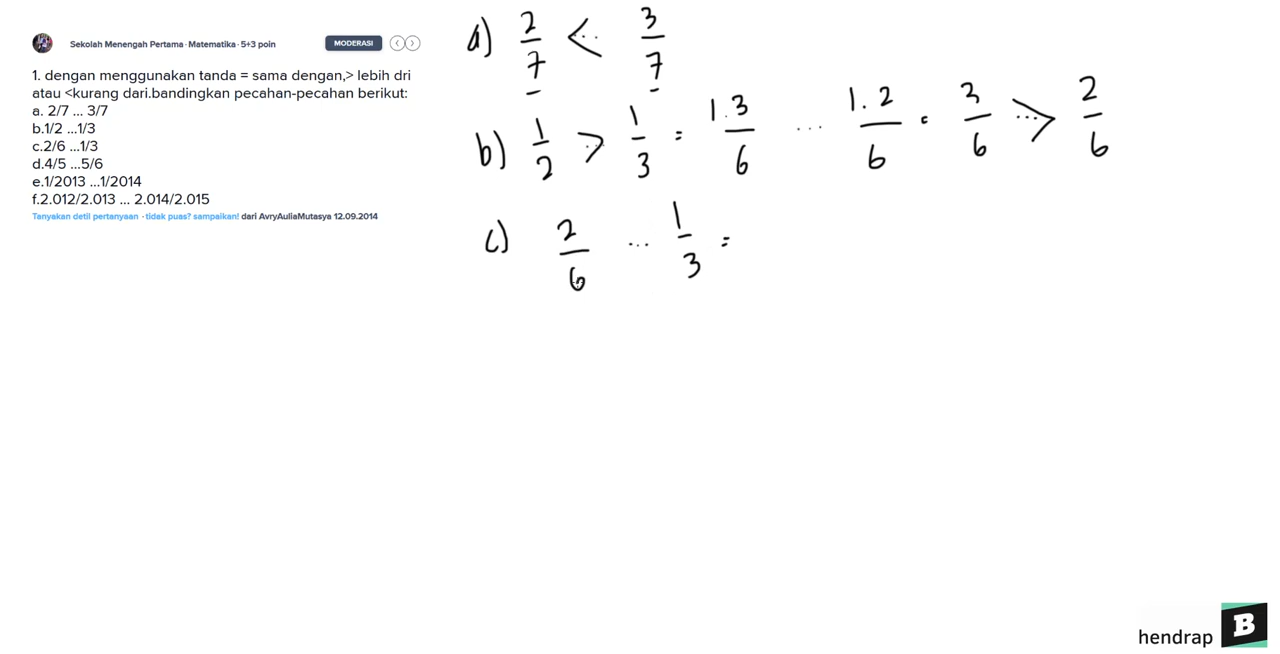 Sekolah Menengah Pertama · Matematika · 5+3 poin
MODERASI
1. dengan menggunakan tanda = sama dengan,> lebih dri
atau <kurang dari.bandingkan pecahan-pecahan berikut:
a. 2/7 ... 3/7
b.1/2 ...1/3
c.2/6 ...1/3
d.4/5 ...5/6
e.1/2013 ...1/2014
f.2.012/2.013 ... 2.014/2.015
Tanyakan detil pertanyaan · tidak puas? sampaikan! dari AvryAuliaMutasya 12.09.2014
a) 2/7 < 3/7
b) 1/2 > 1/3 = 1.3/6 ... 1.2/6 = 3/6 > 2/6
c) 2/6 ... 1/3 =
hendrap B